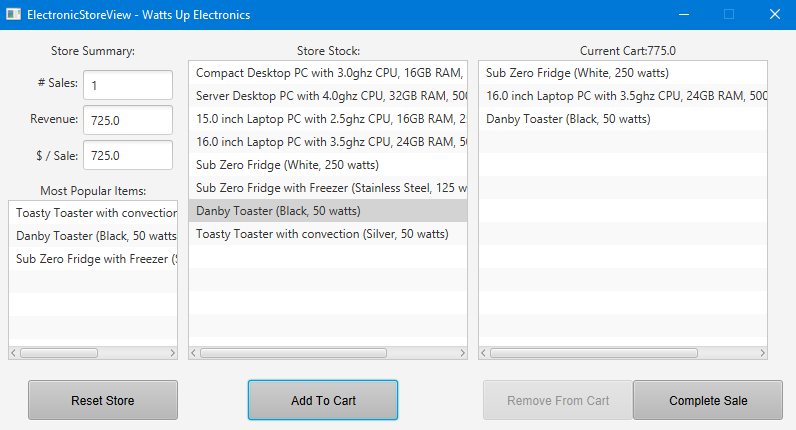 ElectronicStoreView - Watts Up Electronics
Store Summary:
# Sales: 1
Revenue: 725.0
$ / Sale: 725.0
Most Popular Items:
Toasty Toaster with convection
Danby Toaster (Black, 50 watts
Sub Zero Fridge with Freezer (
Store Stock:
Compact Desktop PC with 3.0ghz CPU, 16GB RAM,
Server Desktop PC with 4.0ghz CPU, 32GB RAM, 500
15.0 inch Laptop PC with 2.5ghz CPU, 16GB RAM, 2
16.0 inch Laptop PC with 3.5ghz CPU, 24GB RAM, 50
Sub Zero Fridge (White, 250 watts)
Sub Zero Fridge with Freezer (Stainless Steel, 125 w
Danby Toaster (Black, 50 watts)
Toasty Toaster with convection (Silver, 50 watts)
Current Cart:775.0
Sub Zero Fridge (White, 250 watts)
16.0 inch Laptop PC with 3.5ghz CPU, 24GB RAM, 500
Danby Toaster (Black, 50 watts)
Reset Store
Add To Cart
Remove From Cart
Complete Sale